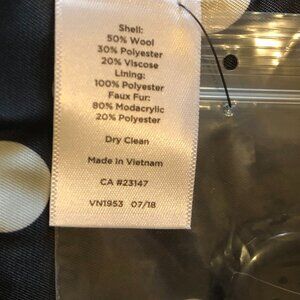 Shell:
50% Wool
30% Polyester
20% Viscose
Lining:
100% Polyester
Faux Fur:
80% Modacrylic
20% Polyester
Dry Clean
Made In Vietnam
CA #23147
VN1953 07/18